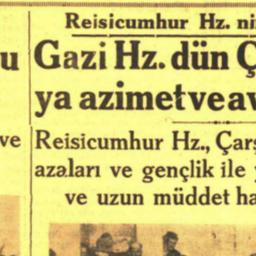 Reisicumhur Hz. ni
u
Gazi Hz. dün Ç
ya azimetveav
ve
Reisicumhur Hz., Çarş
azaları ve gençlik ile
ve uzun müddet ha